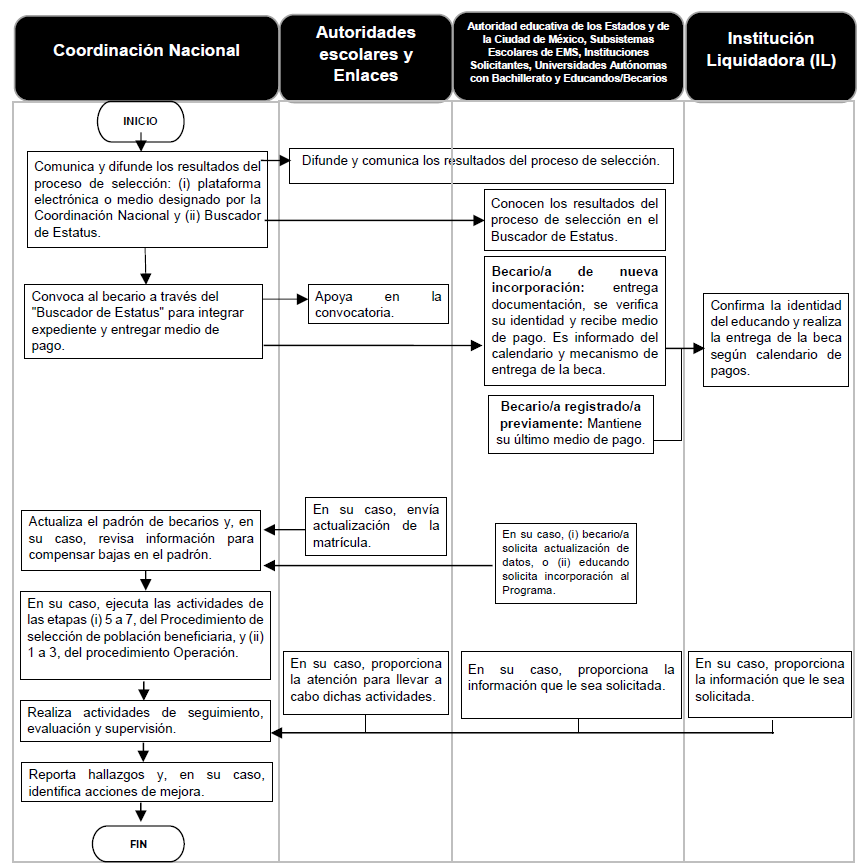 Coordinación Nacional
Autoridades
escolares y
Enlaces
Autoridad educativa de los Estados y de
la Ciudad de México, Subsistemas
Escolares de EMS, Instituciones
Solicitantes, Universidades Autónomas
con Bachillerato y Educandos/Becarios
Institución
Liquidadora (IL)
INICIO
Comunica y difunde los resultados del
proceso de selección: (i) plataforma
electrónica o medio designado por la
Coordinación Nacional y (ii) Buscador
de Estatus.
Difunde y comunica los resultados del proceso de selección.
Conocen los resultados del
proceso de selección en el
Buscador de Estatus.
Convoca al becario a través del
"Buscador de Estatus" para integrar
expediente y entregar medio de
pago.
Apoya en la
convocatoria.
Becario/a de nueva
incorporación: entrega
documentación, se verifica
su identidad y recibe medio
de pago. Es informado del
calendario y mecanismo de
entrega de la beca.
Confirma la identidad
del educando y realiza
la entrega de la beca
según calendario de
pagos.
Becario/a registrado/a
previamente: Mantiene
su último medio de pago.
Actualiza el padrón de becarios y, en
su caso, revisa información para
compensar bajas en el padrón.
En su caso, envía
actualización de la
matrícula.
En su caso, (i) becario/a
solicita actualización de
datos, o (ii) educando
solicita incorporación al
Programa.
En su caso, ejecuta las actividades de
las etapas (i) 5 a 7, del Procedimiento de
selección de población beneficiaria, y (ii)
1 a 3, del procedimiento Operación.
En su caso, proporciona
la atención para llevar a
cabo dichas actividades.
En su caso, proporciona la
información que le sea solicitada.
En su caso, proporciona
la información que le sea
solicitada.
Realiza actividades de seguimiento,
evaluación y supervisión.
Reporta hallazgos y, en su caso,
identifica acciones de mejora.
FIN